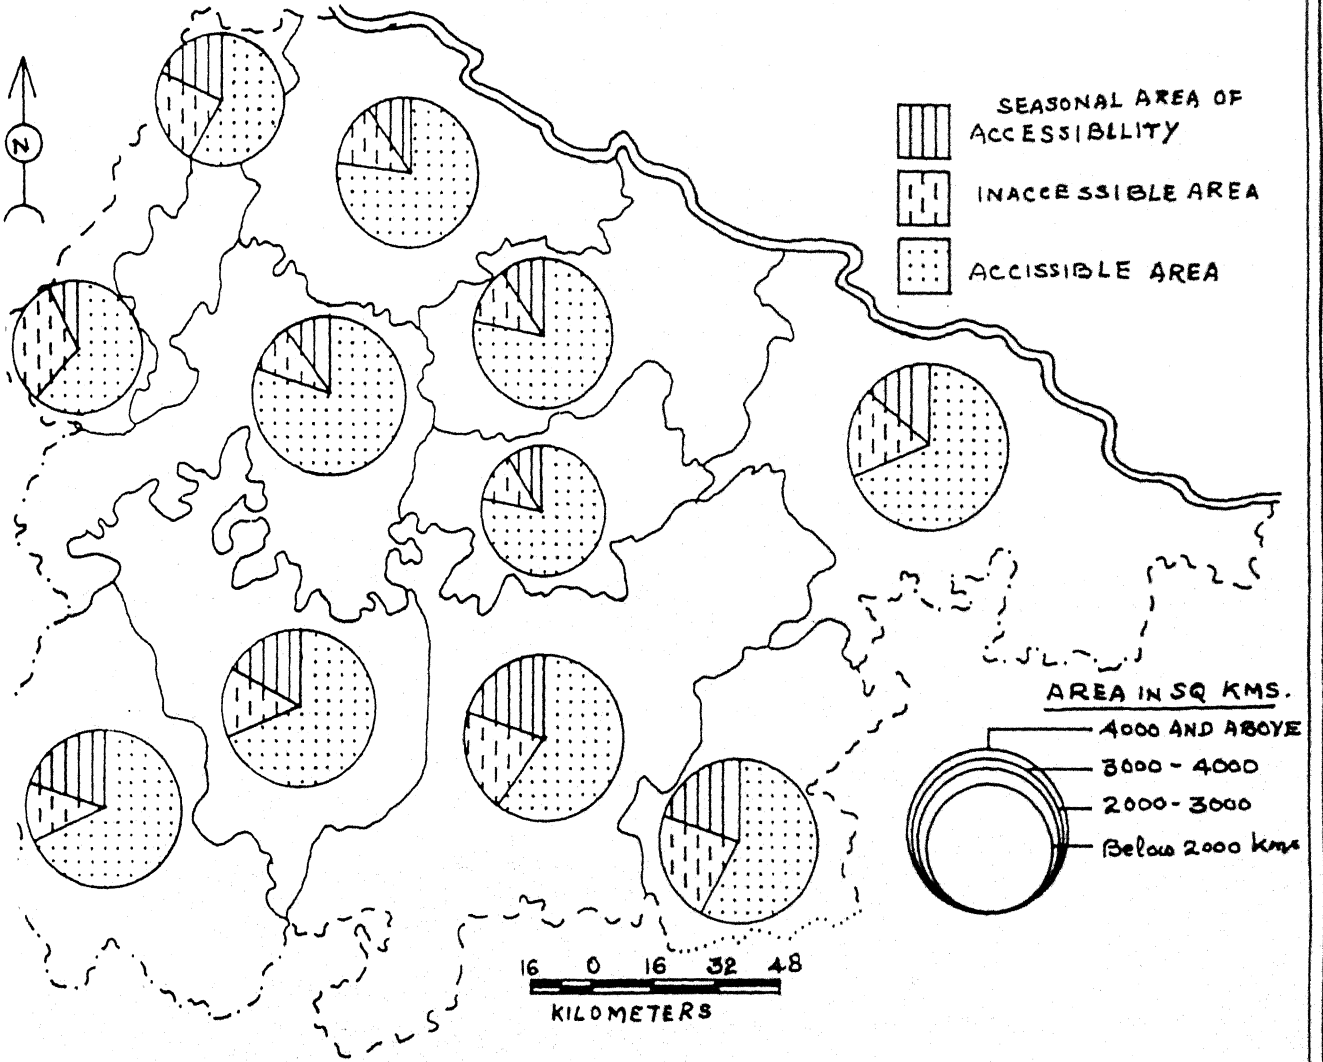 N
SEASONAL AREA OF
ACCESSIBLLITY
INACCESSIBLE AREA
ACCISSIBLE AREA
AREA IN SQ KMS.
4000 AND ABOVE
3000 - 4000
2000-3000
Below 2000 kms
16 0 16 32 48
KILOMETERS